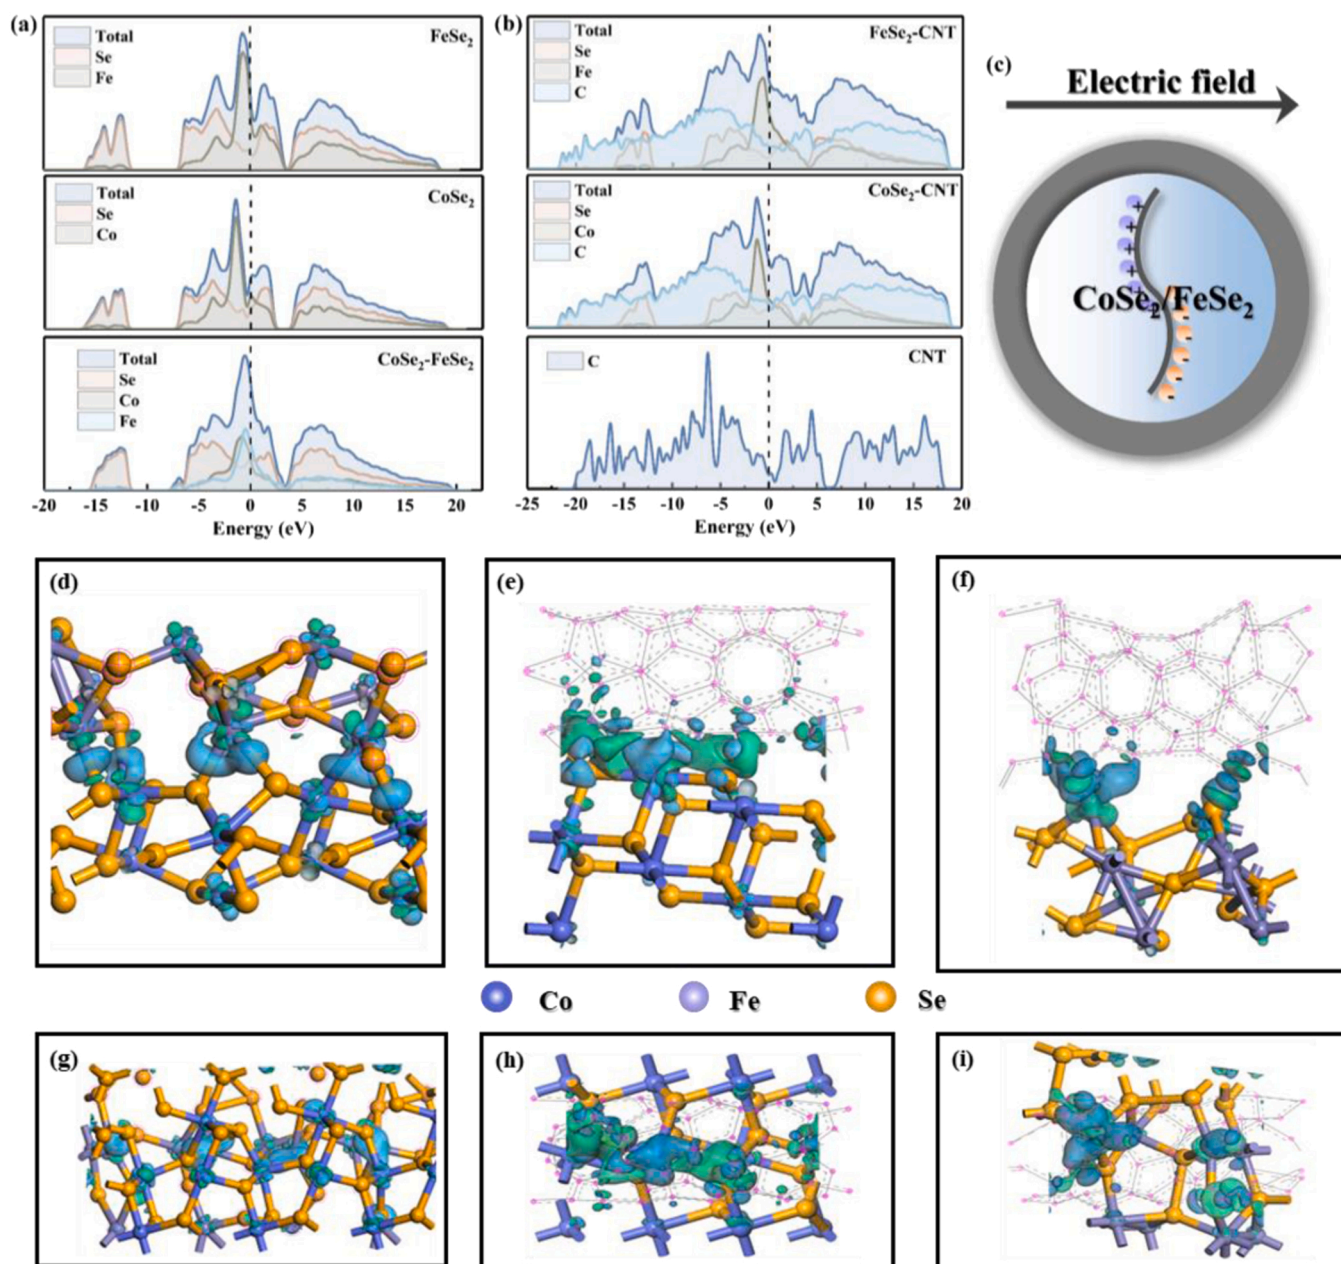 (a)
Total
Se
Fe
FeSe2
Total
Se
Co
CoSe2
Total
Se
Co
Fe
CoSe2-FeSe2
-20 -15 -10 -5 0 5 10 15 20
Energy (eV)
(b)
Total
Se
Fe
C
FeSe2-CNT
Total
Se
Co
C
CoSe2-CNT
C
CNT
-25 -20 -15 -10 -5 0 5 10 15 20
Energy (eV)
(c)
Electric field
+
+
+
+
+
CoSe2/FeSe2
-
-
-
-
-
(d)
(e)
(f)
Co Fe Se
(g)
(h)
(i)